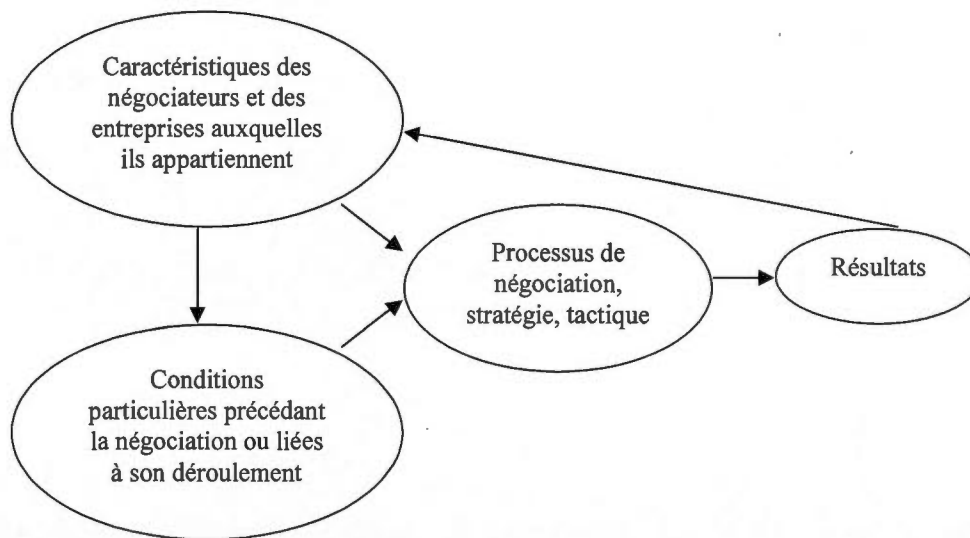 Caractéristiques des
négociateurs et des
entreprises auxquelles
ils appartiennent
Processus de
négociation,
stratégie, tactique
Résultats
Conditions
particulières précédant
la négociation ou liées
à son déroulement